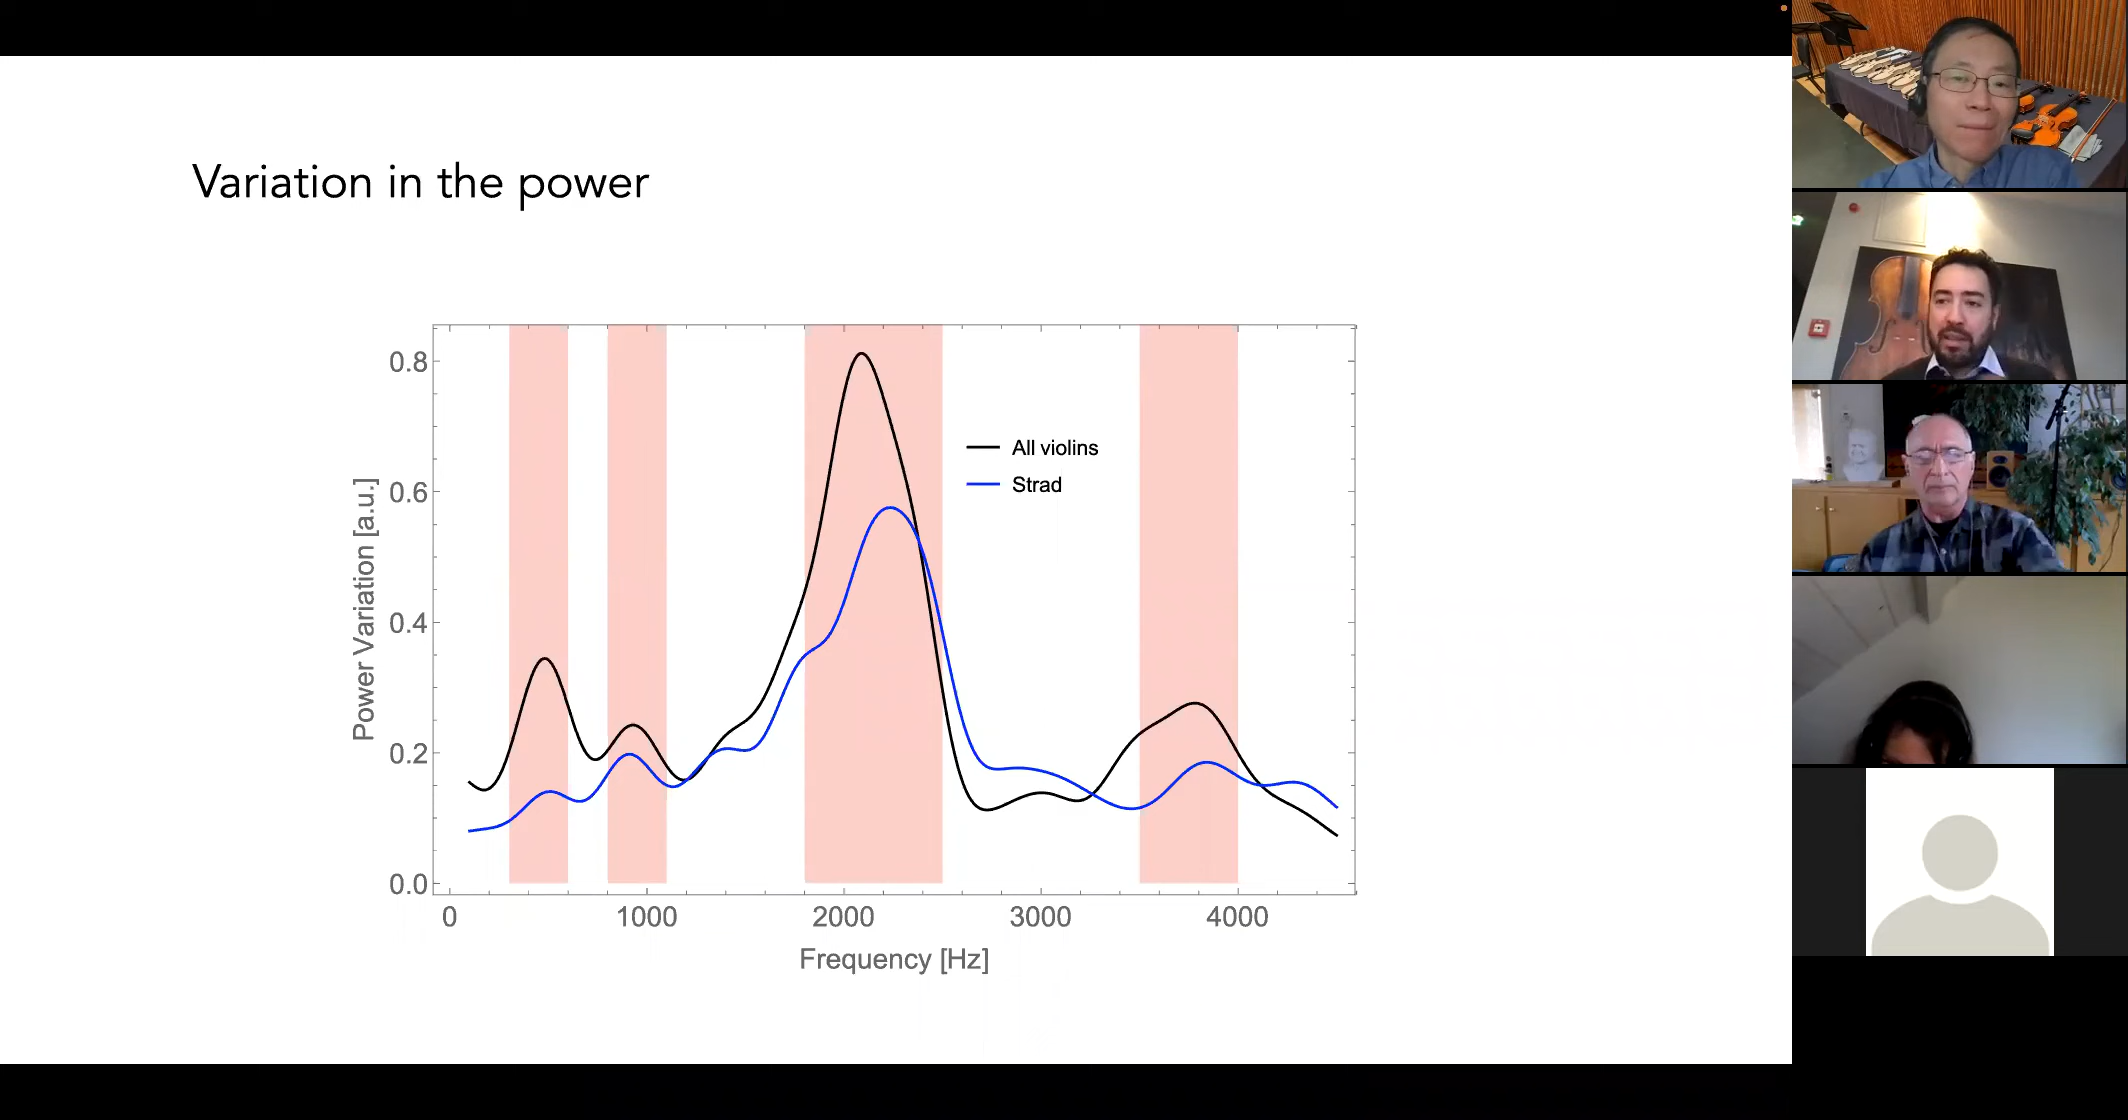 Variation in the power
0.8
0.6
0.4
0.2
0.0
Power Variation [a.u.]
All violins
Strad
0
1000
2000
3000
4000
Frequency [Hz]